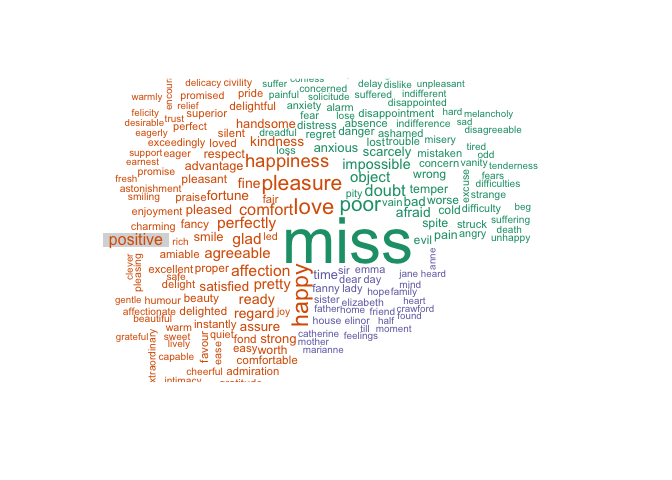 delicacy civility suffer confess delay dislike unpleasant
warmly promised pride painful concerned solicitude suffered indifferent
encour relief delightful anxiety alarm disappointed
felicity trust superior fear lose disappointment hard melancholy
desirable perfect handsome distress absence indifference sad
eagerly silent dreadful regret danger ashamed disagreeable
exceedingly loved kindness anxious lost trouble misery
support eager respect loss scarcely mistaken tired odd
earnest advantage happiness impossible concern vanity tenderness
promise pleasant fine pleasure object wrong excuse fears
fresh astonishment pity doubt temper difficulties
smiling praise fortune fair love poor vain bad worse strange
enjoyment pleased comfort afraid cold difficulty beg
charming fancy perfectly miss spite struck suffering
positive rich smile glad led evil pain angry death unhappy
amiable agreeable anne
clever pleasing excellent proper affection happy time sir emma jane heard
safe delight satisfied pretty dear day mind
gentle humour beauty ready fanny lady hope family
affectionate delighted regard joy sister elizabeth heart
beautiful instantly father home friend crawford
warm assure house elinor half found
grateful sweet quiet fond strong catherine till moment
extraordinary lively favour ease easy worth mother feelings
capable comfortable marianne
cheerful admiration
intimacy gratitude